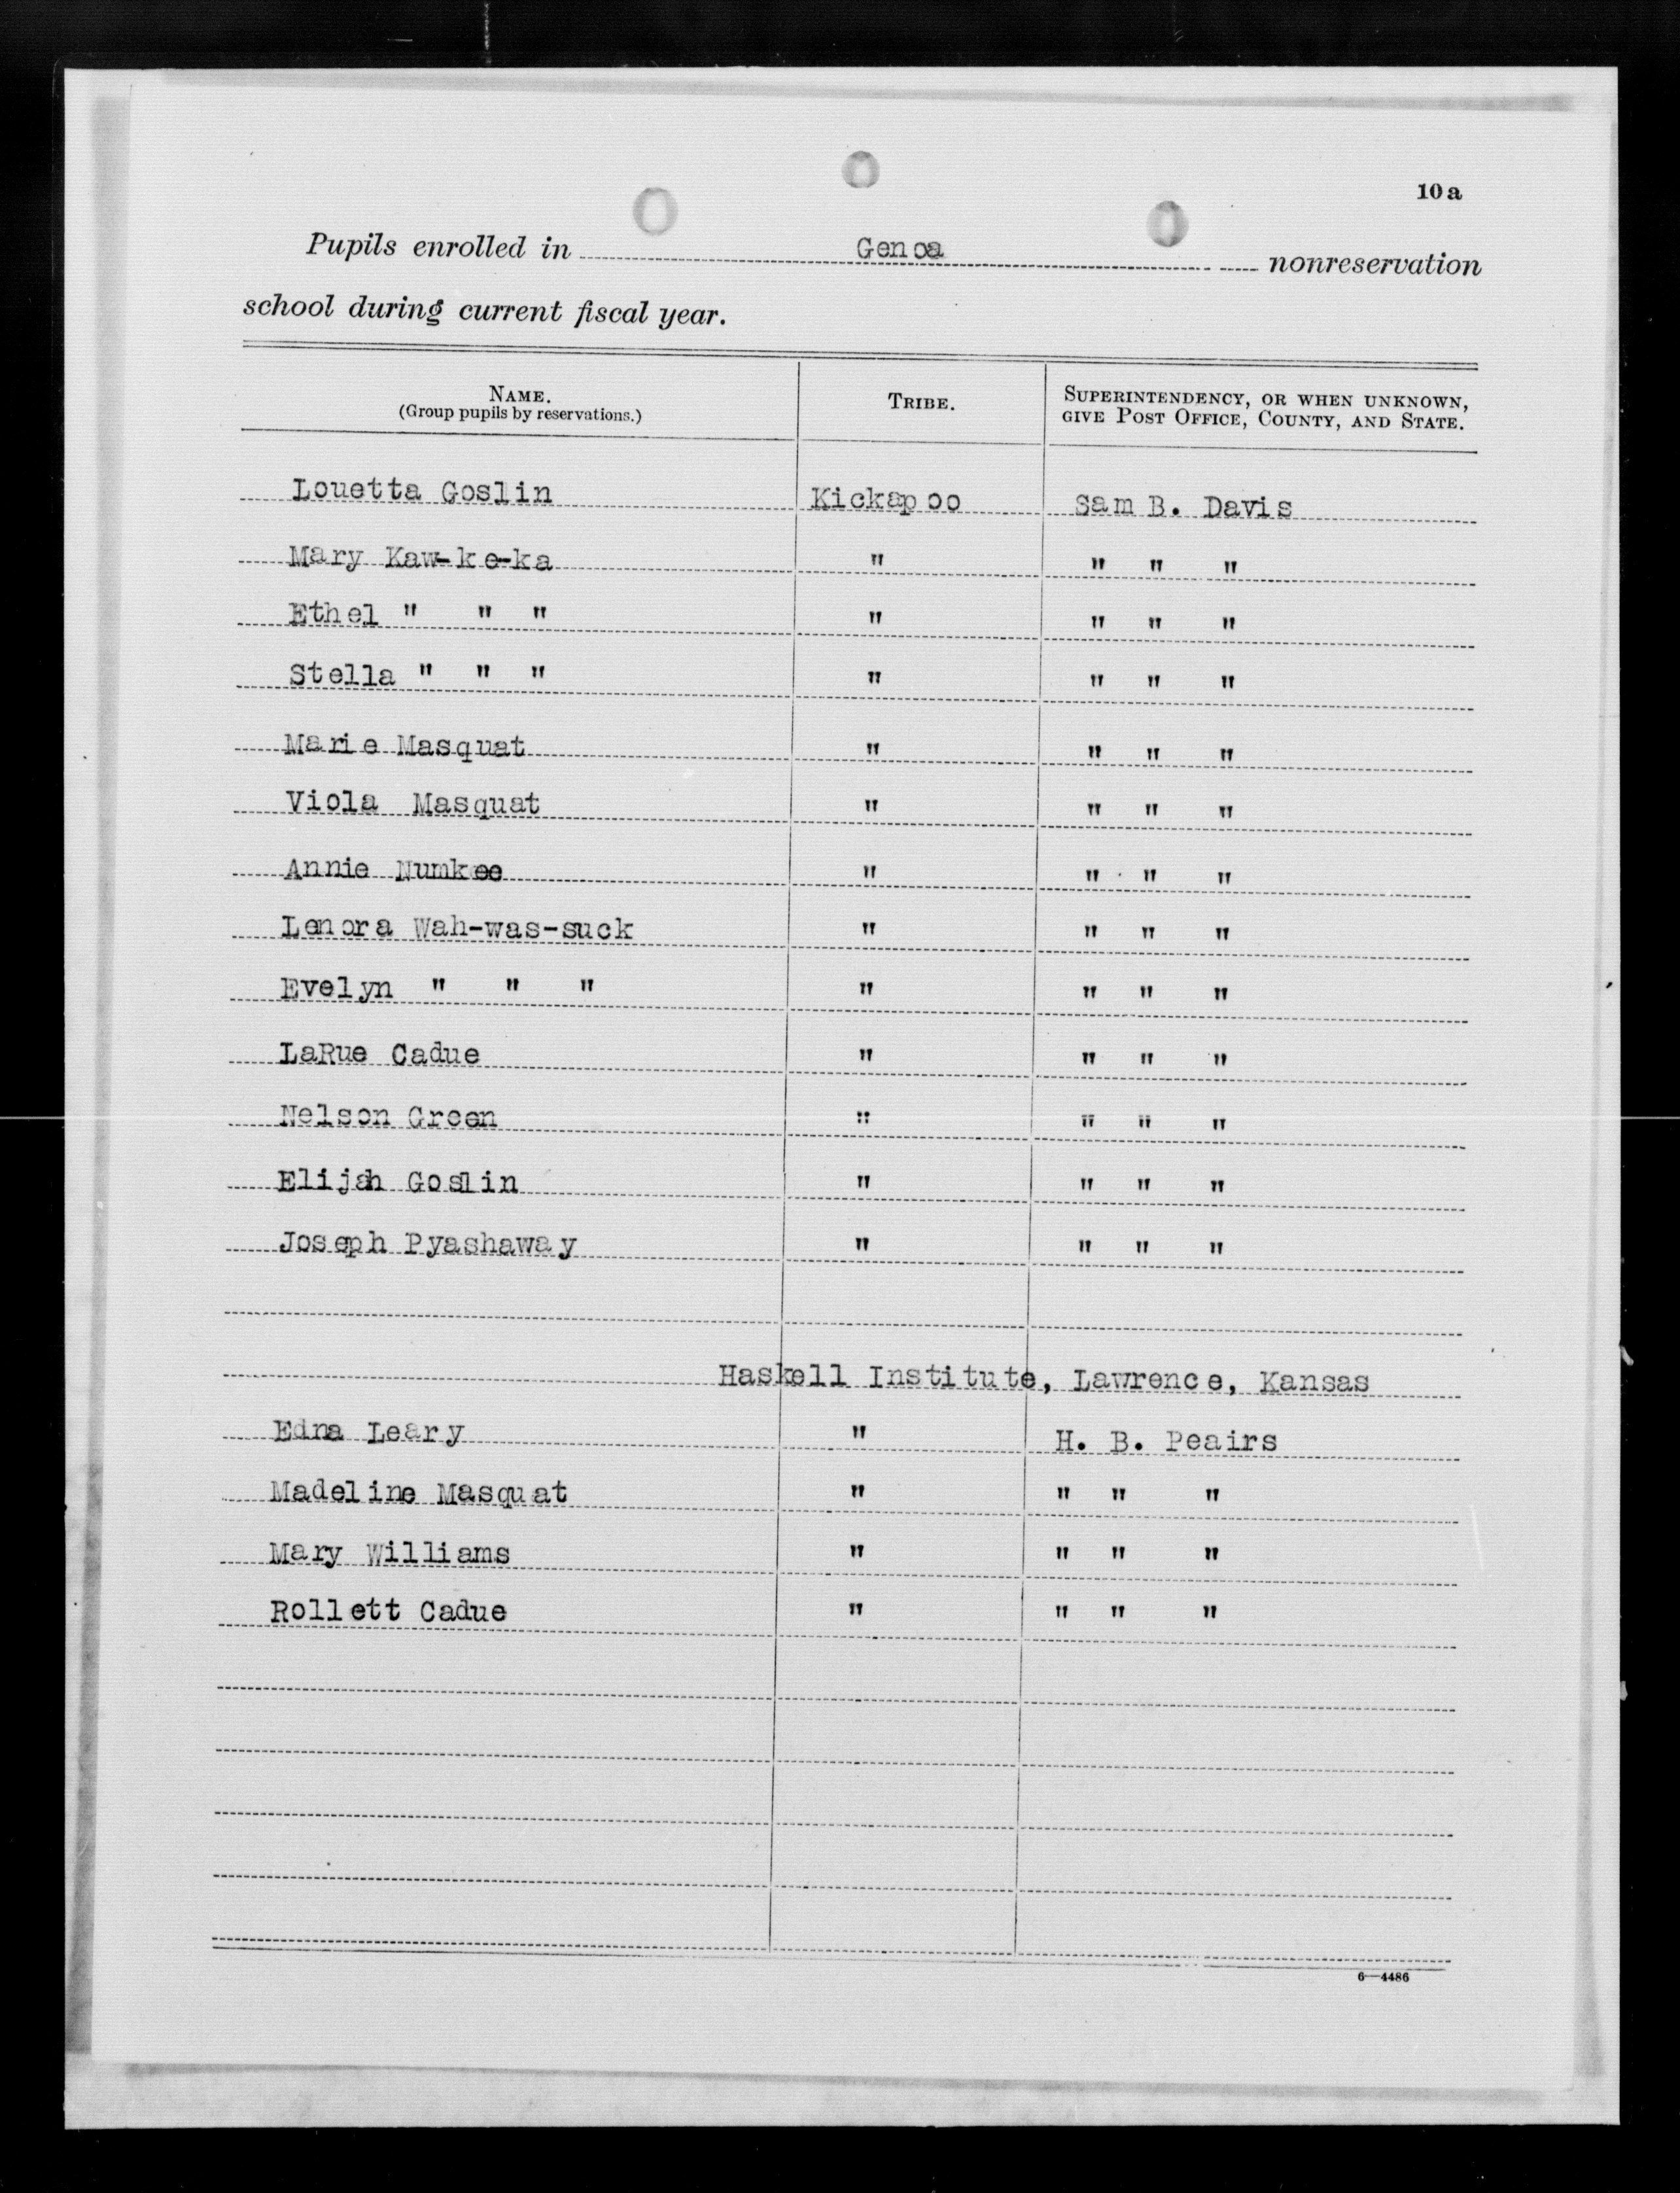 10a
Pupils enrolled in Genoa nonreservation
school during current fiscal year.
NAME. TRIBE. SUPERINTENDENCY, OR WHEN UNKNOWN,
(Group pupils by reservations.) GIVE POST OFFICE, COUNTY, AND STATE.
Louetta Goslin Kickapoo Sam B. Davis
Mary Kaw-ke-ka " " " "
Ethel " " " " " " "
Stella " " " " " " "
Marie Masquat " " " "
Viola Masquat " " " "
Annie Numkee " " " "
Lenora Wah-was-suck " " " "
Evelyn " " " " " " "
LaRue Cadue " " " "
Nelson Green " " " "
Elijah Goslin " " " "
Joseph Pyashaway " " " "
Haskell Institute, Lawrence, Kansas
Edna Leary " H. B. Peairs
Madeline Masquat " " " "
Mary Williams " " " "
Rollett Cadue " " " "
6—4486